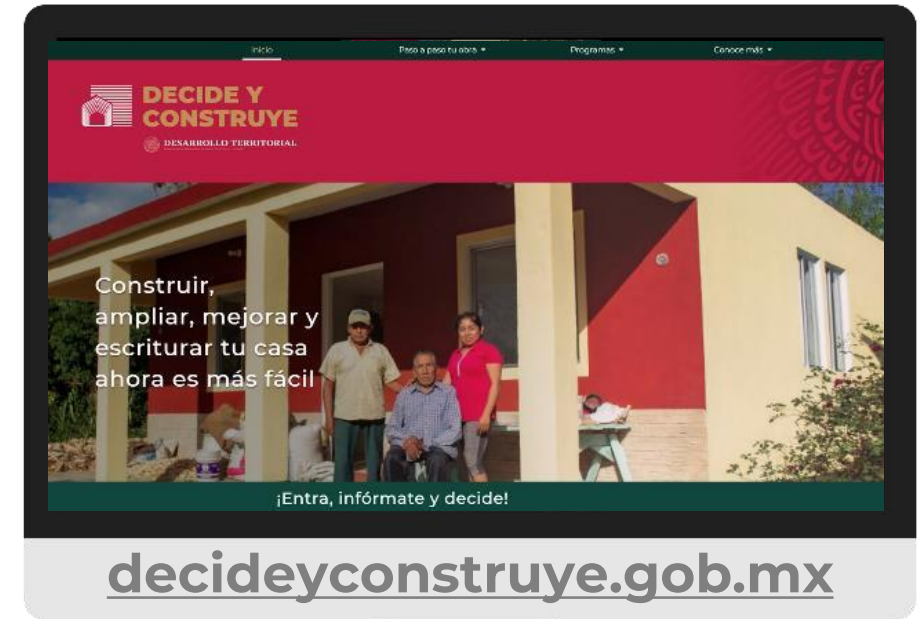 Inicio
Paso a paso tu obra
Programas
Conoce más
DECIDE Y
CONSTRUYE
DESARROLLO TERRITORIAL
Construir,
ampliar, mejorar y
escriturar tu casa
ahora es más fácil
¡Entra, infórmate y decide!
decideyconstruye.gob.mx